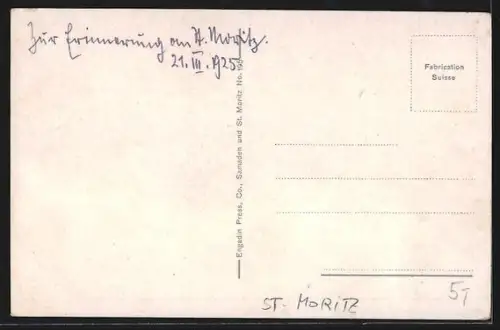 Zur Erinnerung an St. Moritz.
21. III. 1925
Fabrication
Suisse
Engadin Press, Co., Samaden und St. Moritz No.
ST. MORITZ